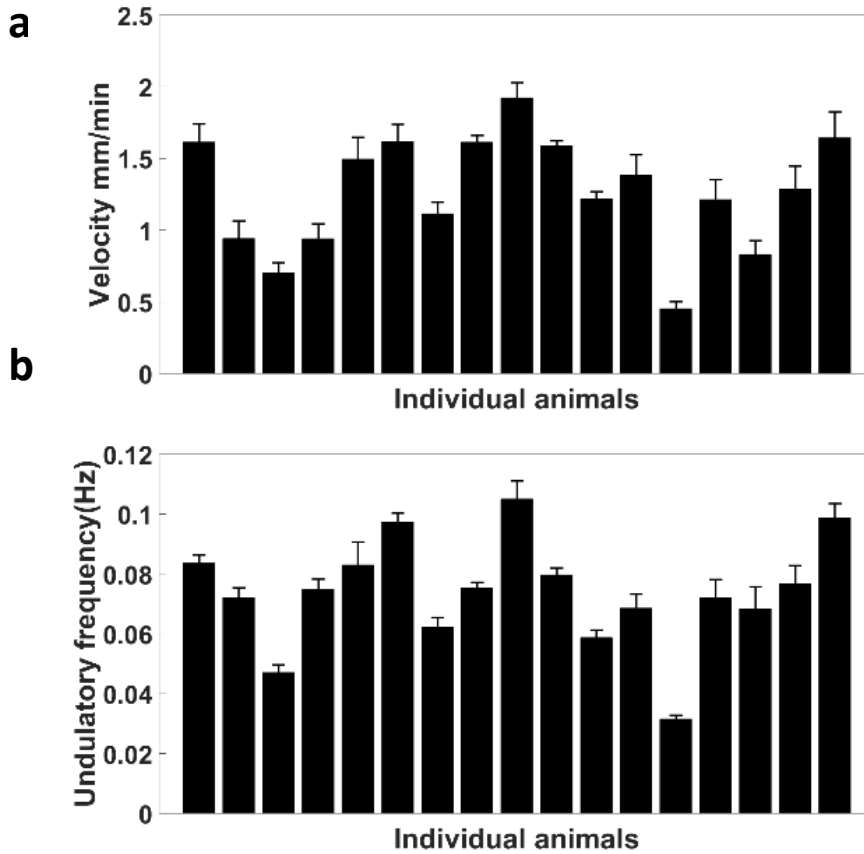 a
Velocity mm/min
2.5
2
1.5
1
0.5
0
Individual animals
b
Undulatory frequency(Hz)
0.12
0.1
0.08
0.06
0.04
0.02
0
Individual animals